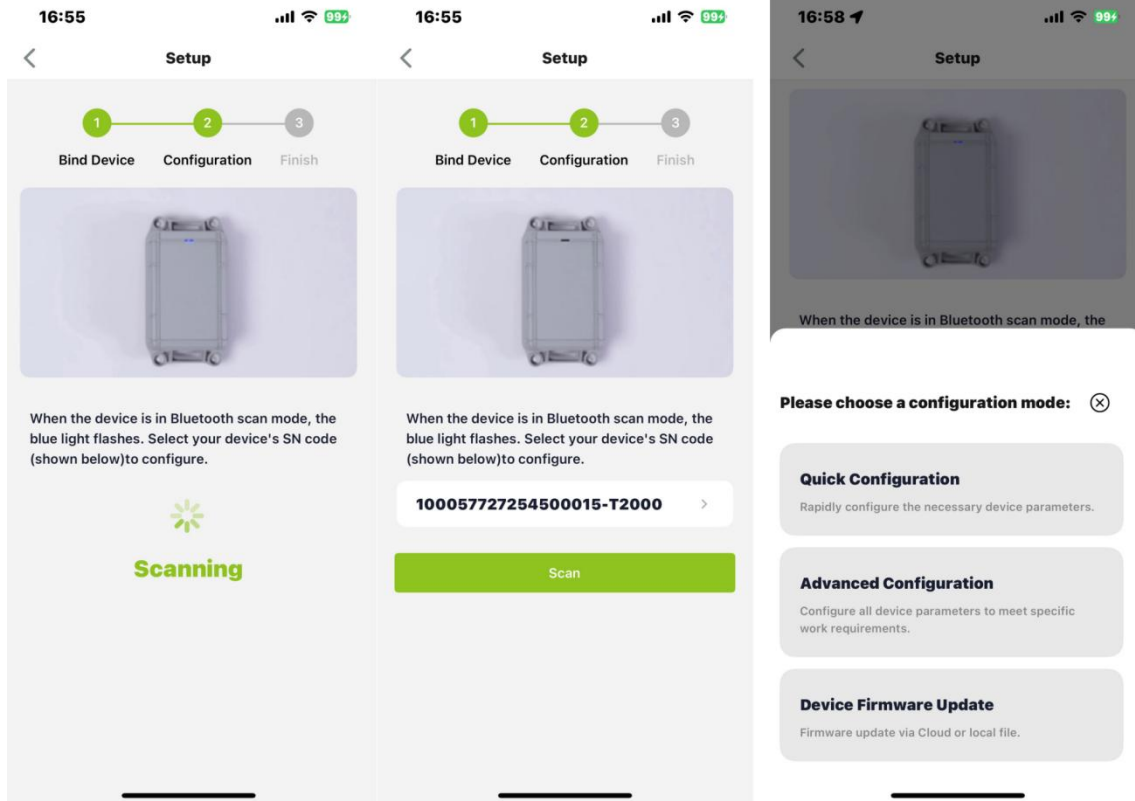 16:55
99
Setup
1
2
3
Bind Device
Configuration
Finish
When the device is in Bluetooth scan mode, the
blue light flashes. Select your device's SN code
(shown below)to configure.
Scanning
16:55
99
Setup
1
2
3
Bind Device
Configuration
Finish
When the device is in Bluetooth scan mode, the
blue light flashes. Select your device's SN code
(shown below)to configure.
100057727254500015-T2000
Scan
16:58
99
Setup
When the device is in Bluetooth scan mode, the
Please choose a configuration mode:
Quick Configuration
Rapidly configure the necessary device parameters.
Advanced Configuration
Configure all device parameters to meet specific
work requirements.
Device Firmware Update
Firmware update via Cloud or local file.